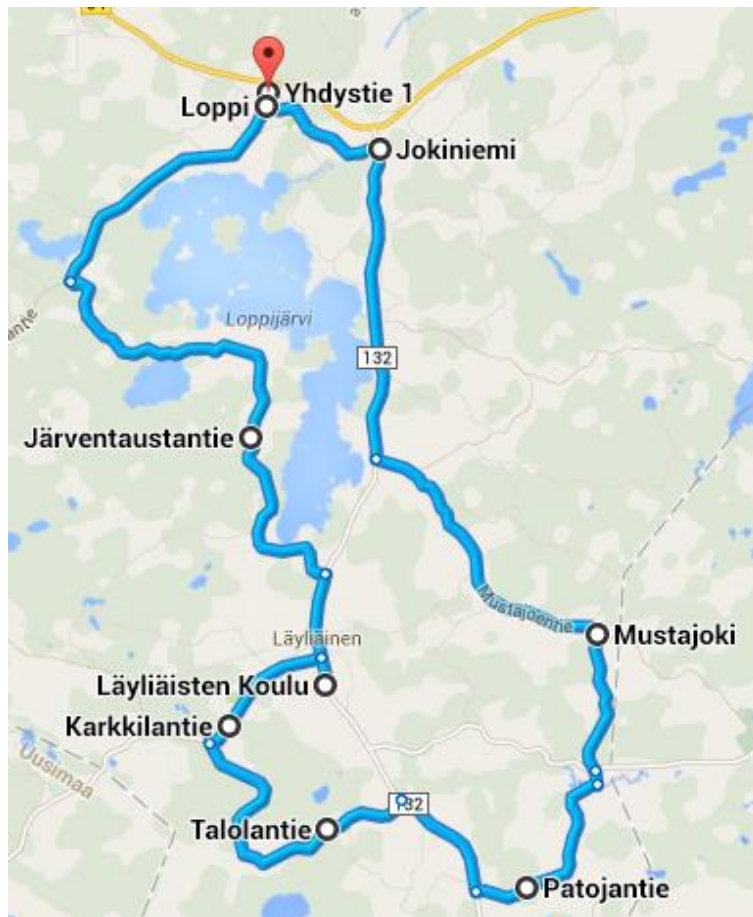 Yhdystie 1
Loppi
Jokiniemi
Loppijärvi
132
Järventaustantie
Mustajoentie
Mustajoki
Läyliäinen
Läyliäisten Koulu
Karkkilantie
Uusimaa
132
Talolantie
Patojantie